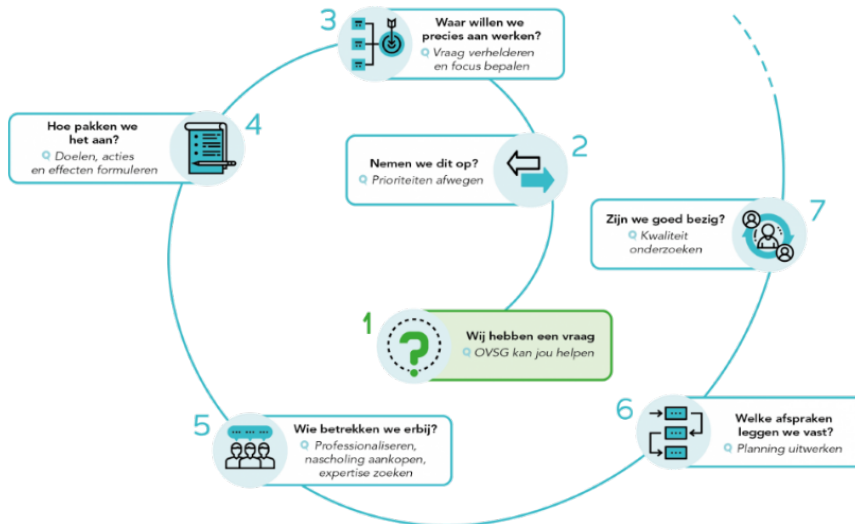 1
Wij hebben een vraag
OVSG kan jou helpen
2
Nemen we dit op?
Prioriteiten afwegen
3
Waar willen we
precies aan werken?
Vraag verhelderen
en focus bepalen
4
Hoe pakken we
het aan?
Doelen, acties
en effecten formuleren
5
Wie betrekken we erbij?
Professionaliseren,
nascholing aankopen,
expertise zoeken
6
Welke afspraken
leggen we vast?
Planning uitwerken
7
Zijn we goed bezig?
Kwaliteit
onderzoeken